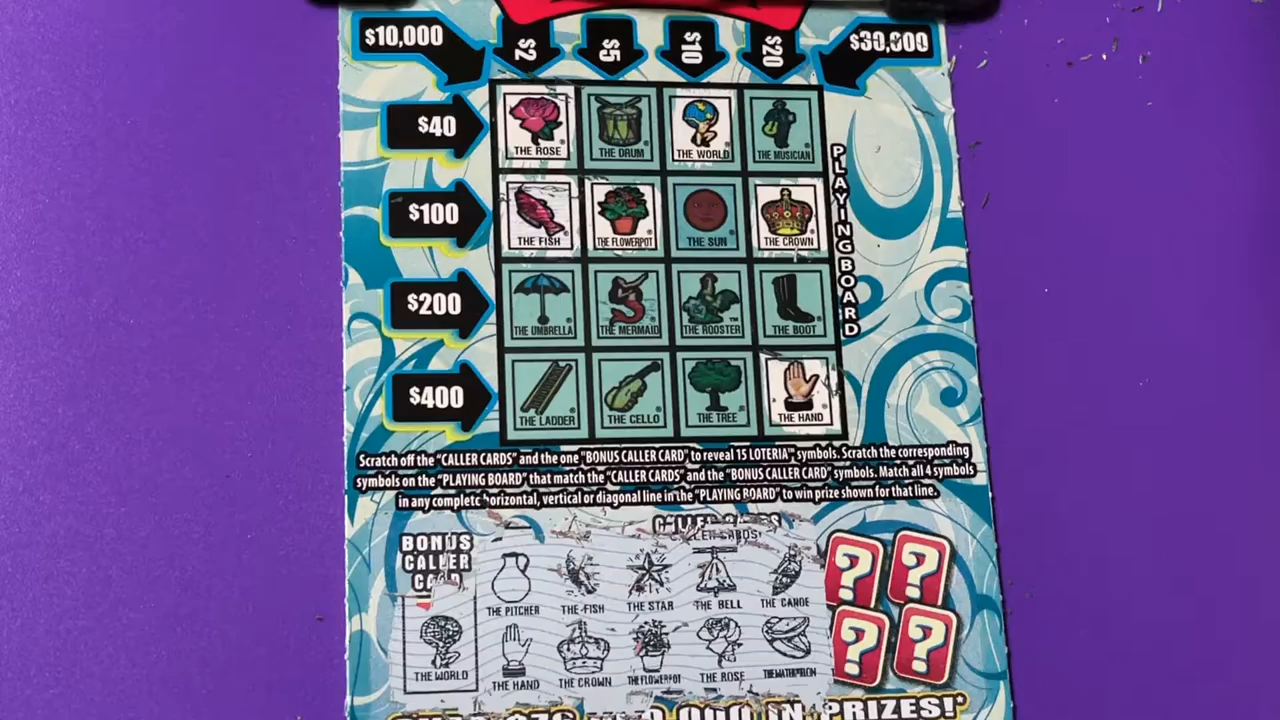 $10,000 $2 $5 $10 $20 $30,000
$40
THE ROSE THE DRUM THE WORLD THE MUSICIAN
$100
THE FISH THE FLOWERPOT THE SUN THE CROWN
$200
THE UMBRELLA THE MERMAID THE ROOSTER THE BOOT
$400
THE LADDER THE CELLO THE TREE THE HAND
PLAYING BOARD
Scratch off the "CALLER CARDS" and the one "BONUS CALLER CARD" to reveal 15 LOTERIA™ symbols. Scratch the corresponding
symbols on the "PLAYING BOARD" that match the "CALLER CARDS" and the "BONUS CALLER CARD" symbols. Match all 4 symbols
in any complete horizontal, vertical or diagonal line in the "PLAYING BOARD" to win prize shown for that line.
BONUS
CALLER
CARD
THE PITCHER THE FISH THE STAR THE BELL THE CANOE
THE WORLD THE HAND THE CROWN THE FLOWERPOT THE ROSE THE WATERMELON
? ?
? ?
IN PRIZES!*